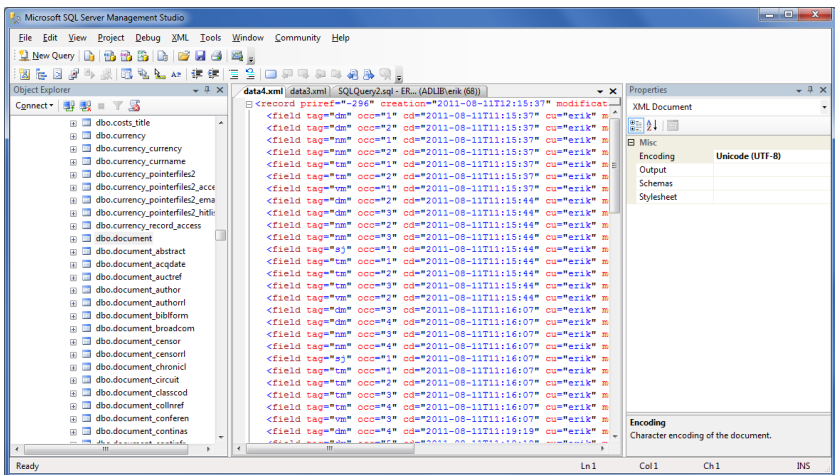 Microsoft SQL Server Management Studio
File Edit View Project Debug XML Tools Window Community Help
New Query
Object Explorer
Connect
dbo.costs_title
dbo.currency
dbo.currency_currency
dbo.currency_currname
dbo.currency_pointerfiles2
dbo.currency_pointerfiles2_acce
dbo.currency_pointerfiles2_ema
dbo.currency_pointerfiles2_hitlis
dbo.currency_record_access
dbo.document
dbo.document_abstract
dbo.document_acqdate
dbo.document_auctref
dbo.document_author
dbo.document_authorrl
dbo.document_biblform
dbo.document_broadcom
dbo.document_censor
dbo.document_censorrl
dbo.document_chronicl
dbo.document_circuit
dbo.document_classcod
dbo.document_collnref
dbo.document_conferen
dbo.document_continas
data4.xml data3.xml SQLQuery2.sql - ER... (ADLIB\erik (68))
<record priref="-296" creation="2011-08-11T12:15:37" modificat
<field tag="dm" occ="1" cd="2011-08-11T11:15:37" cu="erik" m
<field tag="dm" occ="2" cd="2011-08-11T11:15:37" cu="erik" m
<field tag="nm" occ="1" cd="2011-08-11T11:15:37" cu="erik" m
<field tag="nm" occ="2" cd="2011-08-11T11:15:37" cu="erik" m
<field tag="tm" occ="1" cd="2011-08-11T11:15:37" cu="erik" m
<field tag="tm" occ="2" cd="2011-08-11T11:15:37" cu="erik" m
<field tag="vm" occ="1" cd="2011-08-11T11:15:37" cu="erik" m
<field tag="dm" occ="2" cd="2011-08-11T11:15:44" cu="erik" m
<field tag="dm" occ="3" cd="2011-08-11T11:15:44" cu="erik" m
<field tag="nm" occ="2" cd="2011-08-11T11:15:44" cu="erik" m
<field tag="nm" occ="3" cd="2011-08-11T11:15:44" cu="erik" m
<field tag="sj" occ="1" cd="2011-08-11T11:15:44" cu="erik" m
<field tag="tm" occ="2" cd="2011-08-11T11:15:44" cu="erik" m
<field tag="tm" occ="3" cd="2011-08-11T11:15:44" cu="erik" m
<field tag="vm" occ="2" cd="2011-08-11T11:15:44" cu="erik" m
<field tag="dm" occ="3" cd="2011-08-11T11:16:07" cu="erik" m
<field tag="dm" occ="4" cd="2011-08-11T11:16:07" cu="erik" m
<field tag="nm" occ="3" cd="2011-08-11T11:16:07" cu="erik" m
<field tag="nm" occ="4" cd="2011-08-11T11:16:07" cu="erik" m
<field tag="sj" occ="1" cd="2011-08-11T11:16:07" cu="erik" m
<field tag="tm" occ="2" cd="2011-08-11T11:16:07" cu="erik" m
<field tag="tm" occ="3" cd="2011-08-11T11:16:07" cu="erik" m
<field tag="tm" occ="4" cd="2011-08-11T11:16:07" cu="erik" m
<field tag="vm" occ="3" cd="2011-08-11T11:16:07" cu="erik" m
<field tag="dm" occ="4" cd="2011-08-11T11:19:19" cu="erik" m
Properties
XML Document
Misc
Encoding Unicode (UTF-8)
Output
Schemas
Stylesheet
Encoding
Character encoding of the document.
Ready Ln 1 Col 1 Ch 1 INS